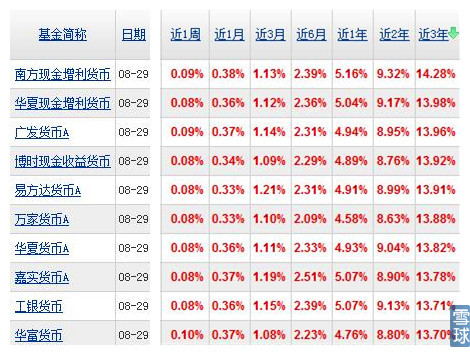 基金简称 日期 近1周 近1月 近3月 近6月 近1年 近2年 近3年
南方现金增利货币 08-29 0.09% 0.38% 1.13% 2.39% 5.16% 9.32% 14.28%
华夏现金增利货币 08-29 0.08% 0.36% 1.12% 2.36% 5.04% 9.17% 13.98%
广发货币A 08-29 0.09% 0.37% 1.14% 2.31% 4.94% 8.95% 13.96%
博时现金收益货币 08-29 0.08% 0.34% 1.09% 2.29% 4.89% 8.76% 13.92%
易方达货币A 08-29 0.08% 0.33% 1.21% 2.31% 4.91% 8.99% 13.91%
万家货币A 08-29 0.08% 0.33% 1.10% 2.09% 4.58% 8.63% 13.88%
华夏货币A 08-29 0.08% 0.36% 1.11% 2.33% 4.93% 9.04% 13.82%
嘉实货币A 08-29 0.08% 0.37% 1.19% 2.51% 5.07% 8.90% 13.78%
工银货币 08-29 0.08% 0.36% 1.15% 2.39% 5.07% 9.13% 13.71%
华富货币 08-29 0.10% 0.37% 1.08% 2.23% 4.76% 8.80% 13.70%
雪球